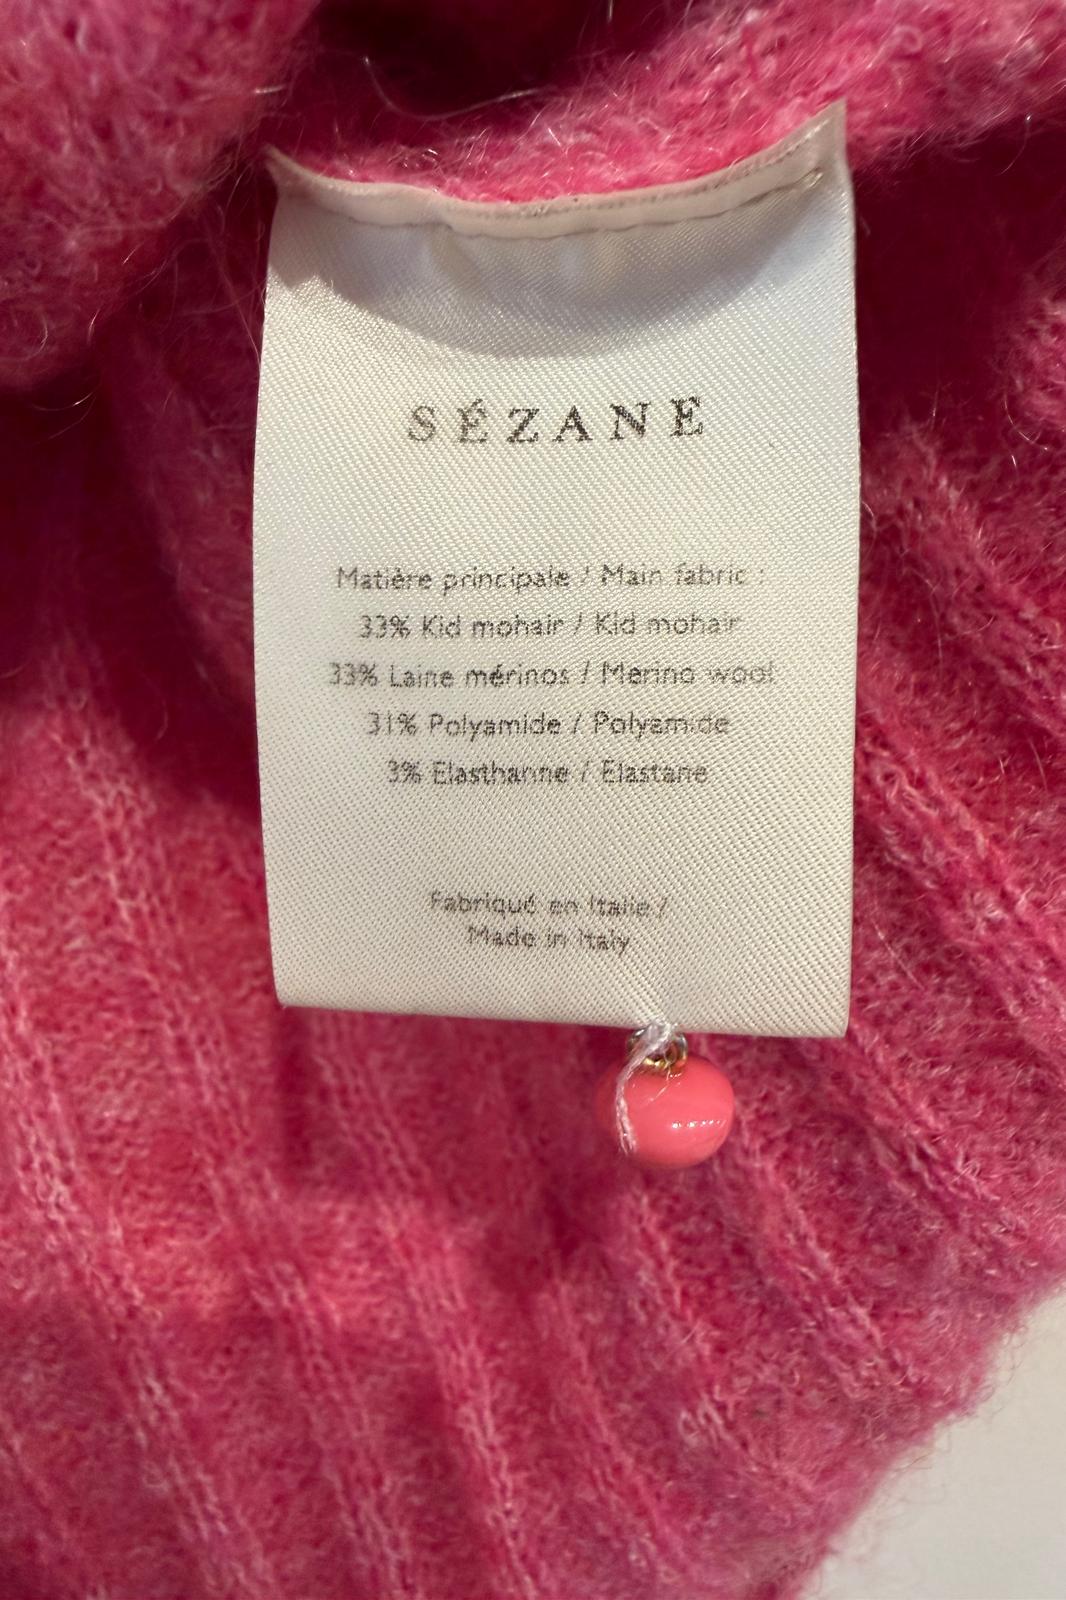 SÉZANE
Matière principale / Main fabric :
33% Kid mohair / Kid mohair
33% Laine mérinos / Merino wool
31% Polyamide / Polyamide
3% Elasthanne / Elastane
Fabriqué en Italie /
Made in Italy